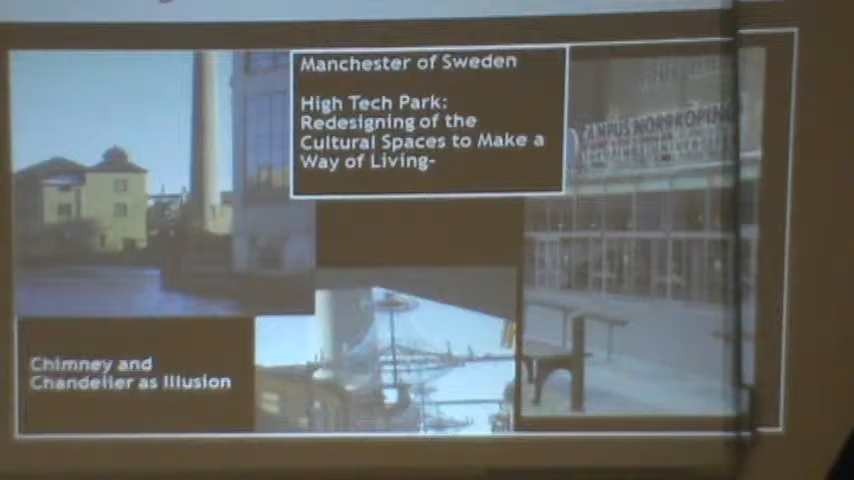 Manchester of Sweden
High Tech Park:
Redesigning of the
Cultural Spaces to Make a
Way of Living-
CAMPUS NORRKÖPING
Chimney and
Chandelier as Illusion